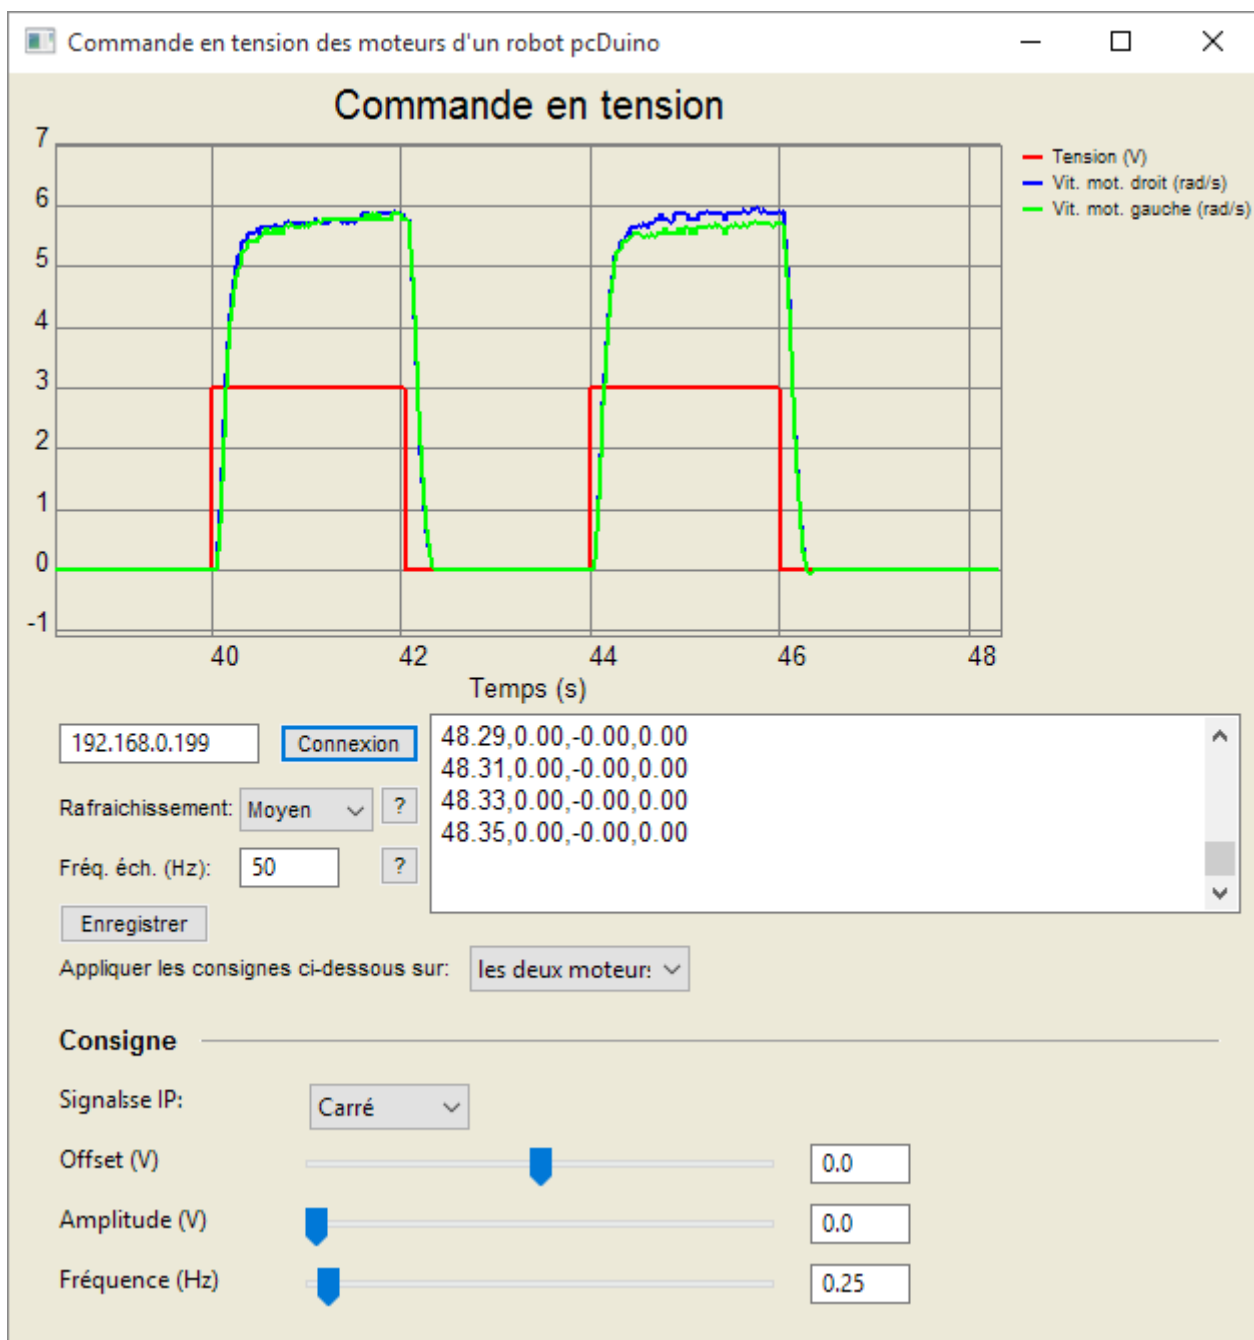 Commande en tension des moteurs d'un robot pcDuino
Commande en tension
7
6
5
4
3
2
1
0
-1
40 42 44 46 48
Temps (s)
Tension (V)
Vit. mot. droit (rad/s)
Vit. mot. gauche (rad/s)
192.168.0.199 Connexion
Rafraichissement: Moyen ?
Fréq. éch. (Hz): 50 ?
Enregistrer
48.29,0.00,-0.00,0.00
48.31,0.00,-0.00,0.00
48.33,0.00,-0.00,0.00
48.35,0.00,-0.00,0.00
Appliquer les consignes ci-dessous sur: les deux moteurs
Consigne
Signalsse IP: Carré
Offset (V) 0.0
Amplitude (V) 0.0
Fréquence (Hz) 0.25